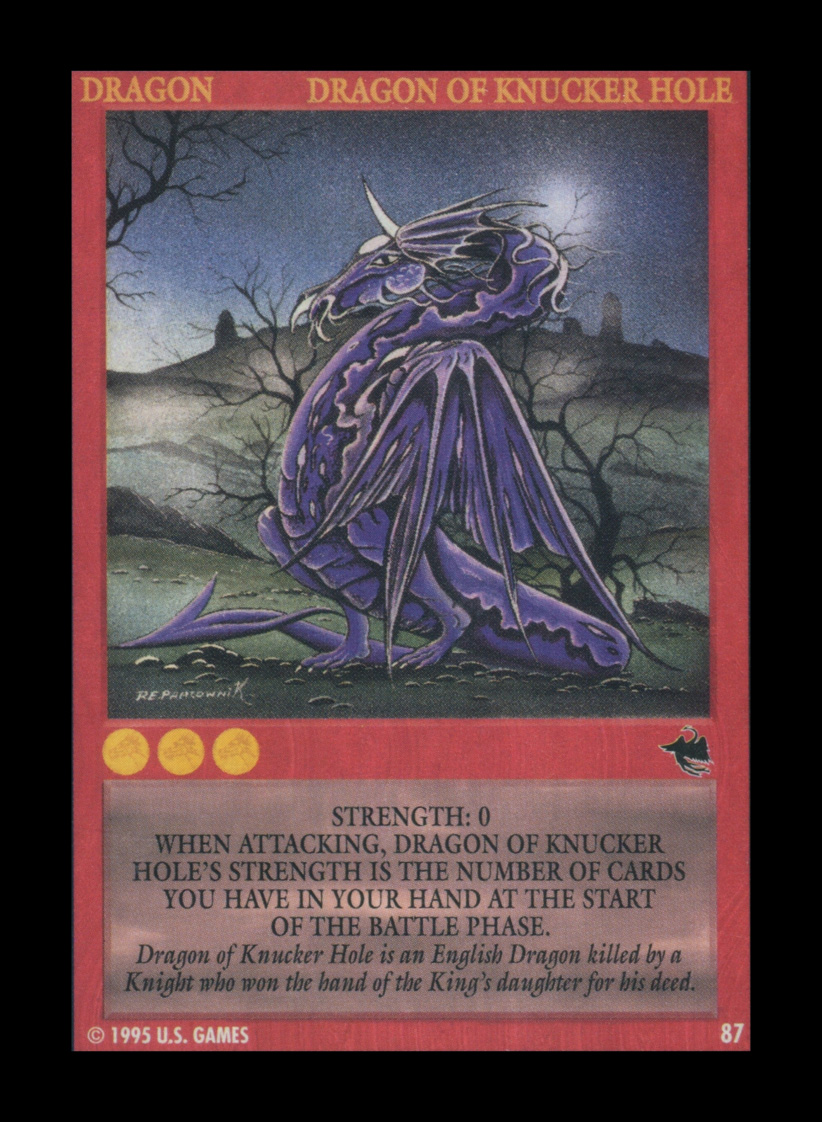 DRAGON DRAGON OF KNUCKER HOLE
R.E. PANCOWNIK
STRENGTH: 0
WHEN ATTACKING, DRAGON OF KNUCKER
HOLE'S STRENGTH IS THE NUMBER OF CARDS
YOU HAVE IN YOUR HAND AT THE START
OF THE BATTLE PHASE.
Dragon of Knucker Hole is an English Dragon killed by a
Knight who won the hand of the King's daughter for his deed.
© 1995 U.S. GAMES 87